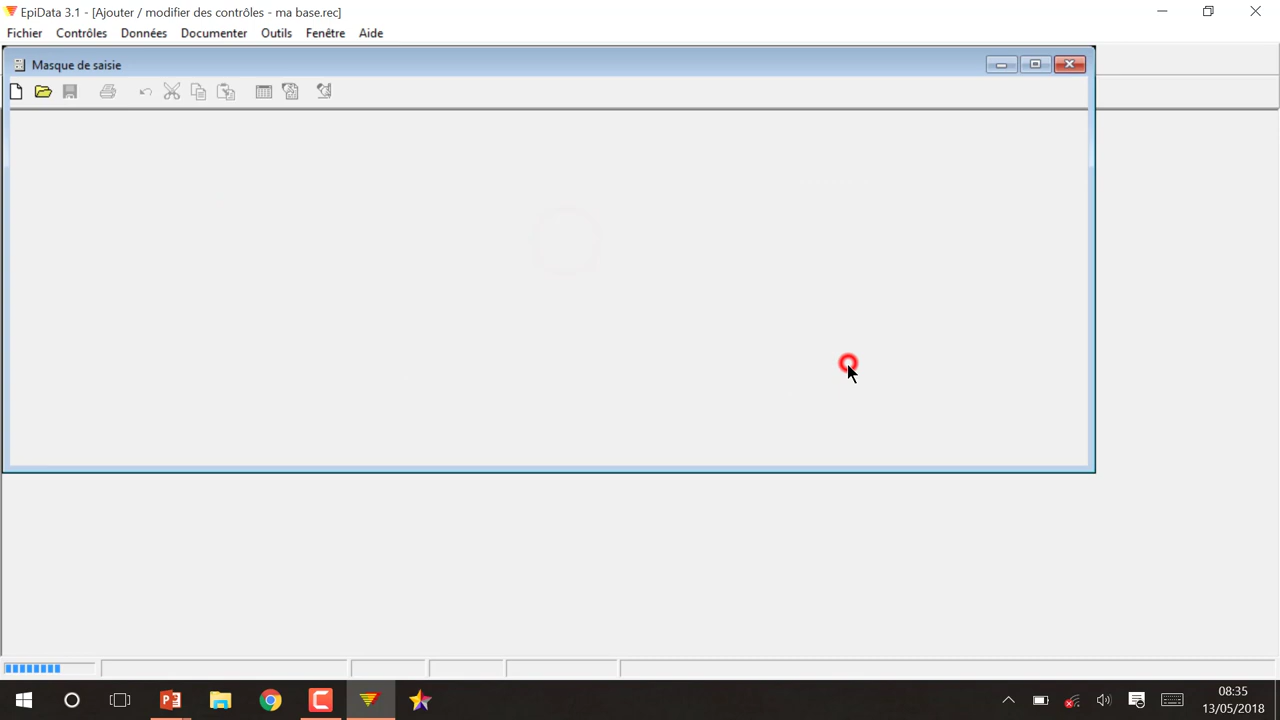 EpiData 3.1 - [Ajouter / modifier des contrôles - ma base.rec]
Fichier Contrôles Données Documenter Outils Fenêtre Aide
Masque de saisie
08:35
13/05/2018